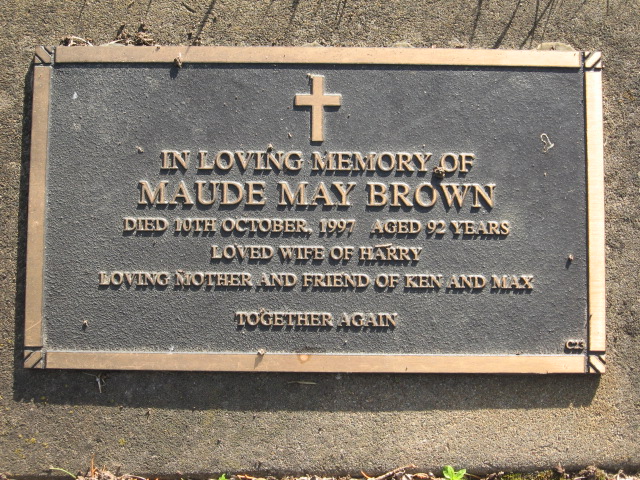 IN LOVING MEMORY OF
MAUDE MAY BROWN
DIED 10TH OCTOBER, 1997 AGED 92 YEARS
LOVED WIFE OF HARRY
LOVING MOTHER AND FRIEND OF KEN AND MAX
TOGETHER AGAIN